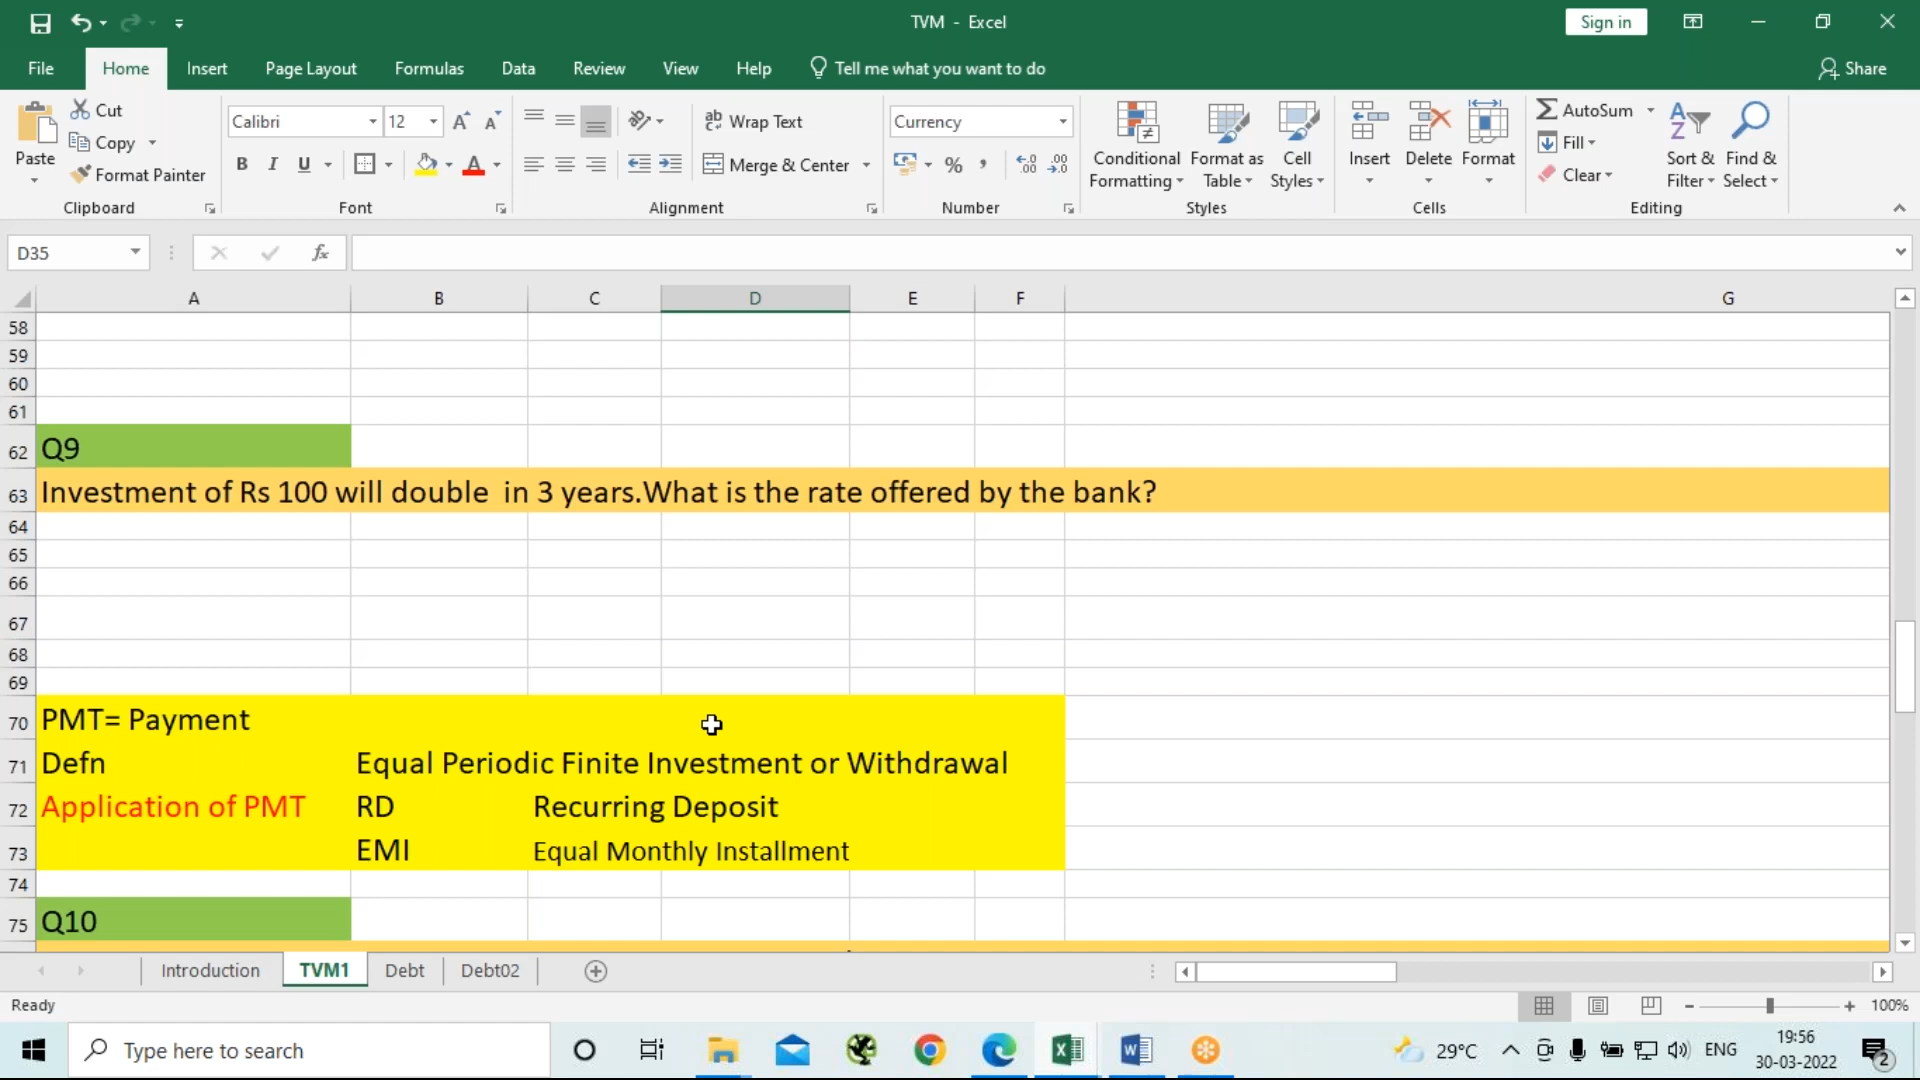 TVM - Excel
Sign in
File Home Insert Page Layout Formulas Data Review View Help Tell me what you want to do Share
Paste
Cut
Copy
Format Painter
Clipboard
Calibri 12
B I U
Font
Wrap Text
Merge & Center
Alignment
Currency
Number
Conditional Formatting
Format as Table
Cell Styles
Styles
Insert Delete Format
Cells
AutoSum
Fill
Clear
Sort & Filter
Find & Select
Editing
D35 fx
A B C D E F G
58
59
60
61
62 Q9
63 Investment of Rs 100 will double in 3 years.What is the rate offered by the bank?
64
65
66
67
68
69
70 PMT= Payment
71 Defn Equal Periodic Finite Investment or Withdrawal
72 Application of PMT RD Recurring Deposit
73 EMI Equal Monthly Installment
74
75 Q10
Introduction TVM1 Debt Debt02
Ready 100%
Type here to search 29°C ENG 19:56
30-03-2022 2